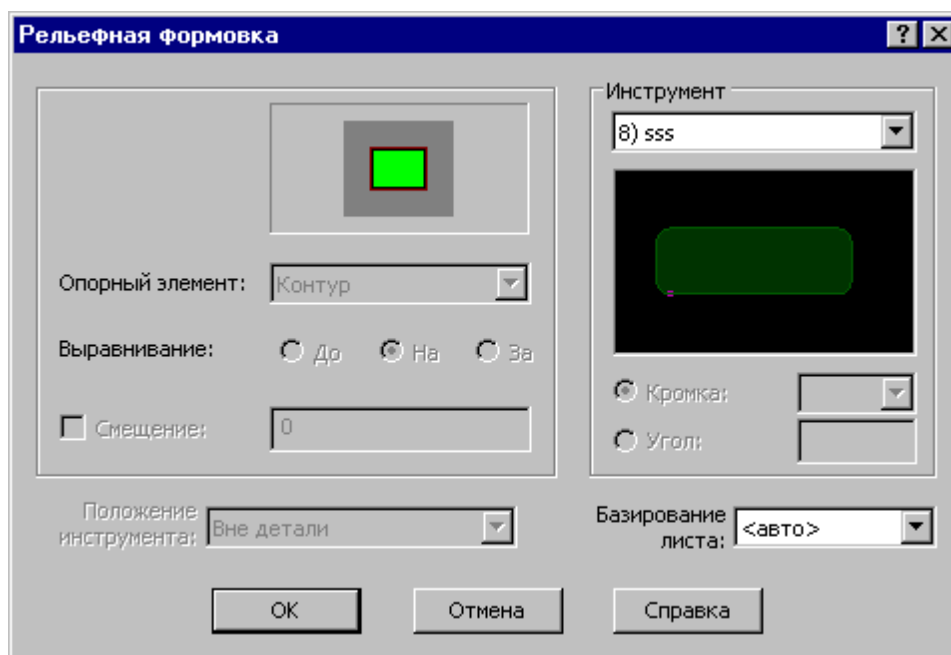 Рельефная формовка
Опорный элемент:
Контур
Выравнивание:
До
На
За
Смещение:
0
Инструмент
8) sss
Кромка:
Угол:
Положение
инструмента:
Вне детали
Базирование
листа:
<авто>
OK
Отмена
Справка